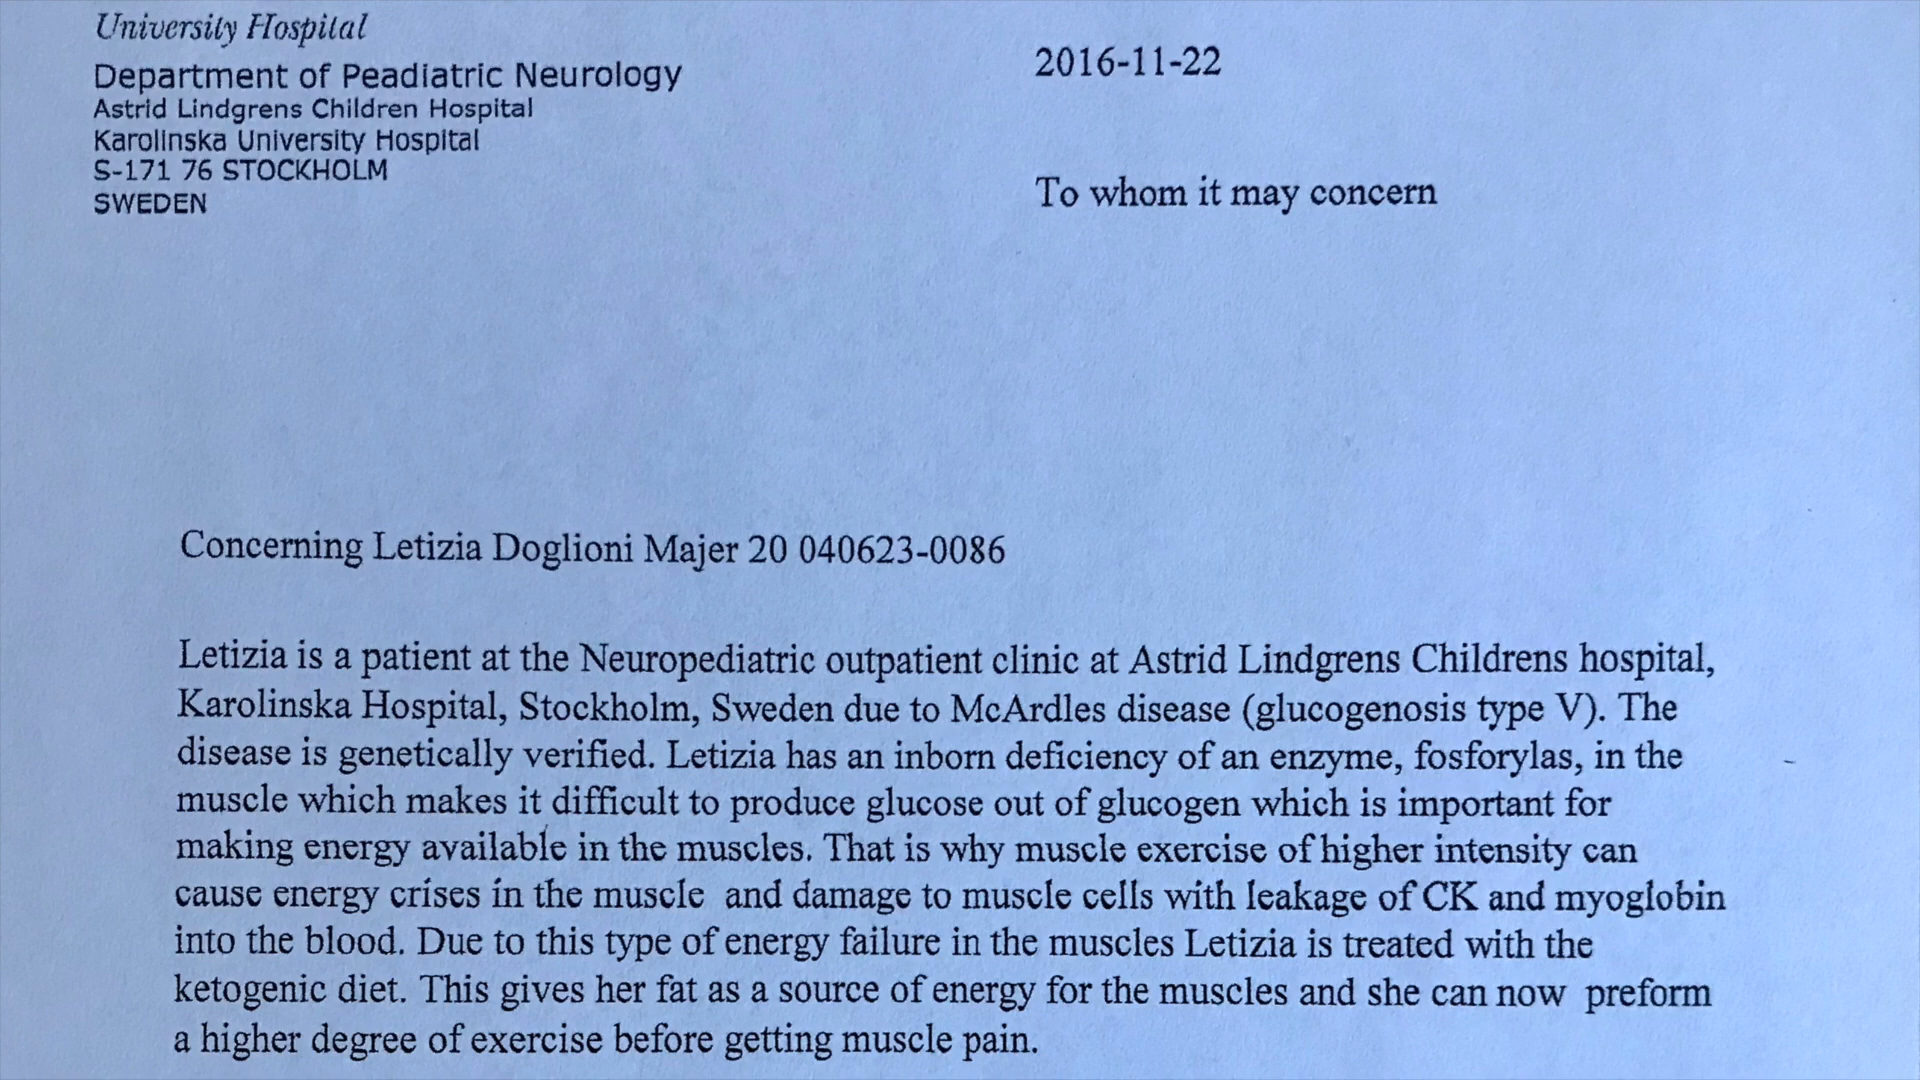 University Hospital
Department of Peadiatric Neurology
Astrid Lindgrens Children Hospital
Karolinska University Hospital
S-171 76 STOCKHOLM
SWEDEN
2016-11-22
To whom it may concern
Concerning Letizia Doglioni Majer 20 040623-0086
Letizia is a patient at the Neuropediatric outpatient clinic at Astrid Lindgrens Childrens hospital,
Karolinska Hospital, Stockholm, Sweden due to McArdles disease (glucogenosis type V). The
disease is genetically verified. Letizia has an inborn deficiency of an enzyme, fosforylas, in the
muscle which makes it difficult to produce glucose out of glucogen which is important for
making energy available in the muscles. That is why muscle exercise of higher intensity can
cause energy crises in the muscle and damage to muscle cells with leakage of CK and myoglobin
into the blood. Due to this type of energy failure in the muscles Letizia is treated with the
ketogenic diet. This gives her fat as a source of energy for the muscles and she can now preform
a higher degree of exercise before getting muscle pain.